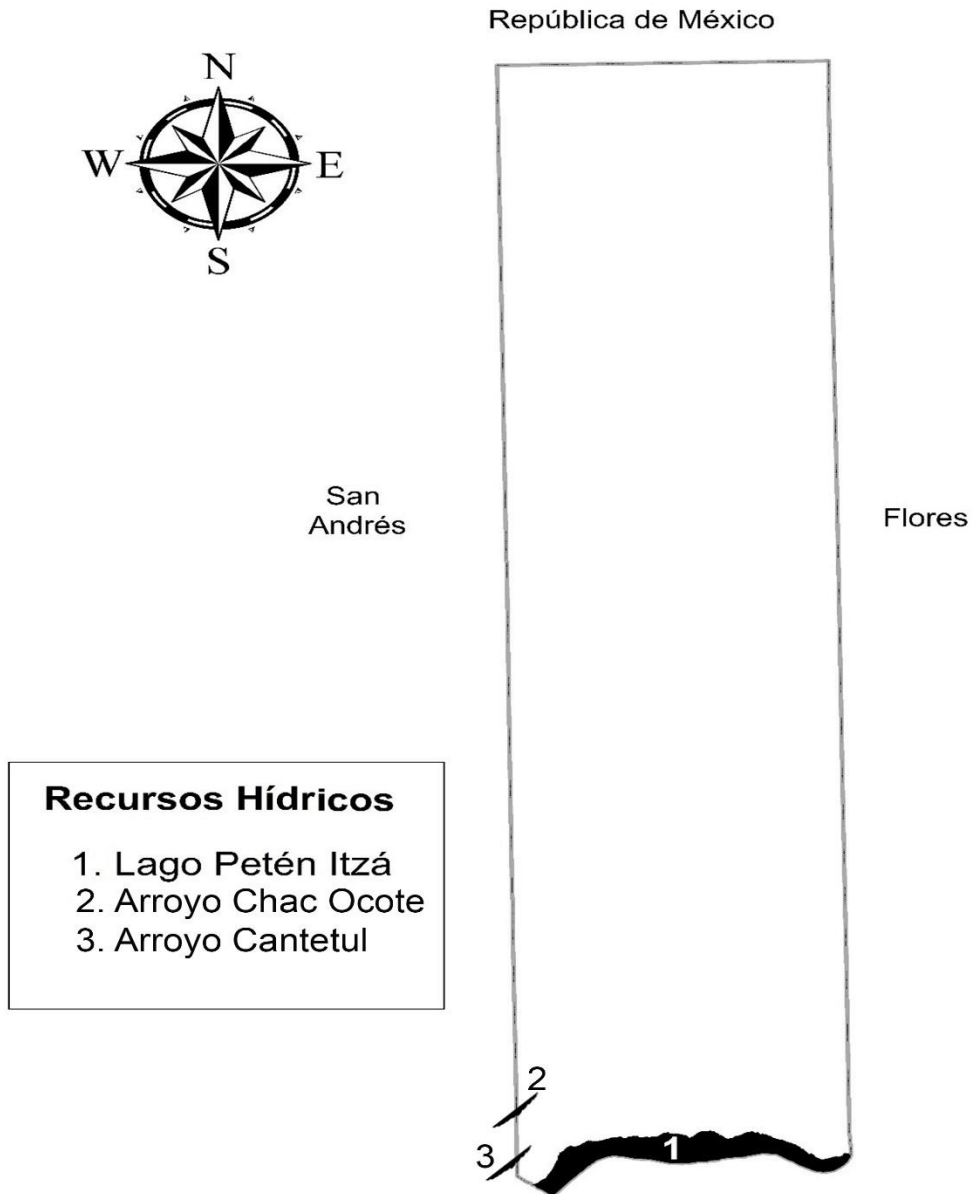 República de México
N
W
E
S
San
Andrés
Flores
Recursos Hídricos
1. Lago Petén Itzá
2. Arroyo Chac Ocote
3. Arroyo Cantetul
2
3
1